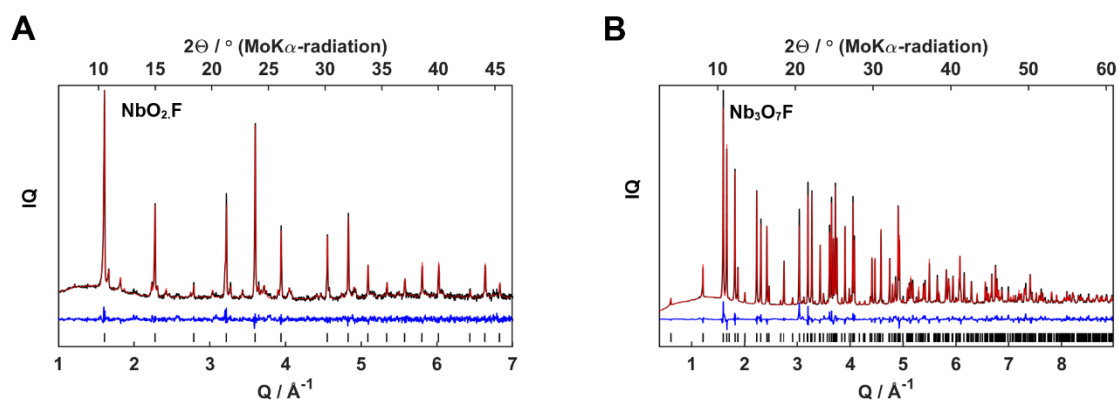 A
2Θ / ° (MoKα-radiation)
10 15 20 25 30 35 40 45
NbO₂.F
IQ
1 2 3 4 5 6 7
Q / Å⁻¹
B
2Θ / ° (MoKα-radiation)
10 20 30 40 50 60
Nb₃O₇F
IQ
1 2 3 4 5 6 7 8
Q / Å⁻¹